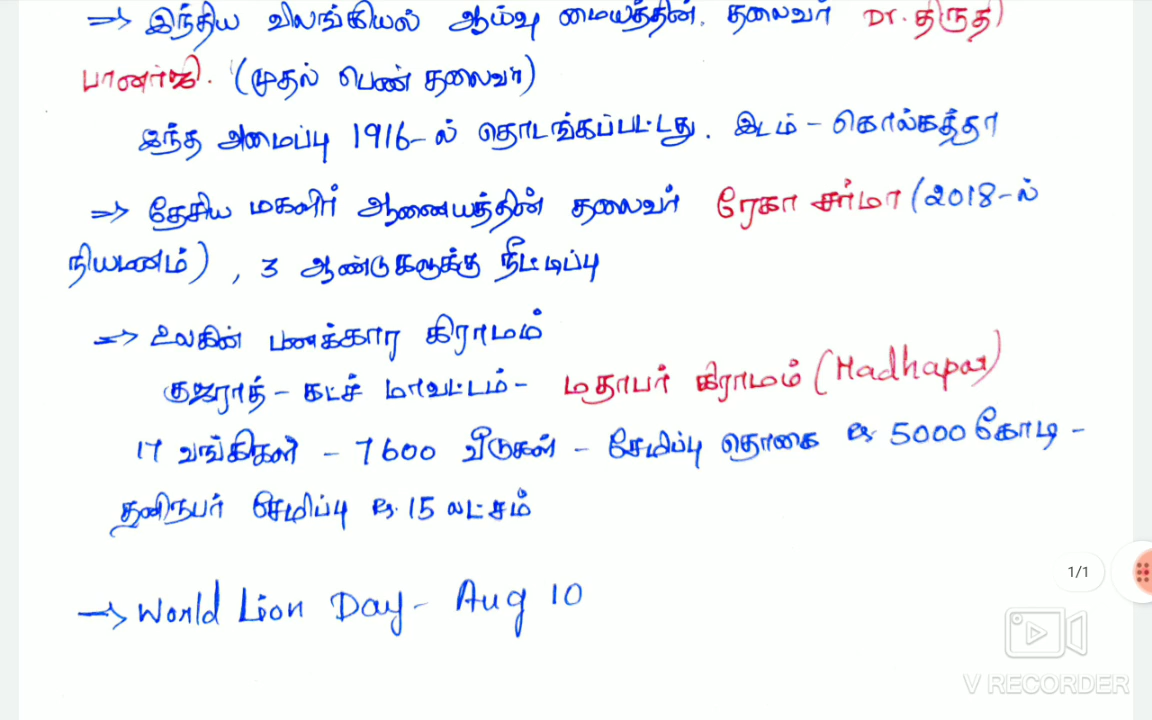 => இந்திய விலங்கியல் ஆய்வு மையத்தின். தலைவர் Dr. திருதி
பானர்ஜி. (முதல் பெண் தலைவர்)
இந்த அமைப்பு 1916-ல் தொடங்கப்பட்டது. இடம் - கொல்கத்தா
=> தேசிய மகளிர் ஆணையத்தின் தலைவர் ரேகா சர்மா (2018-ல்
நியமணம்) , 3 ஆண்டுகளுக்கு நீட்டிப்பு
=> உலகின் பணக்கார கிராமம்
குஜராத் - கட்ச் மாவட்டம் - மதாபர் கிராமம் (Madhapar)
17 வங்கிகள் - 7600 வீடுகள் - சேமிப்பு தொகை Rs 5000 கோடி -
தனிநபர் சேமிப்பு Rs. 15 லட்சம்
→ World Lion Day - Aug 10
1/1
V RECORDER